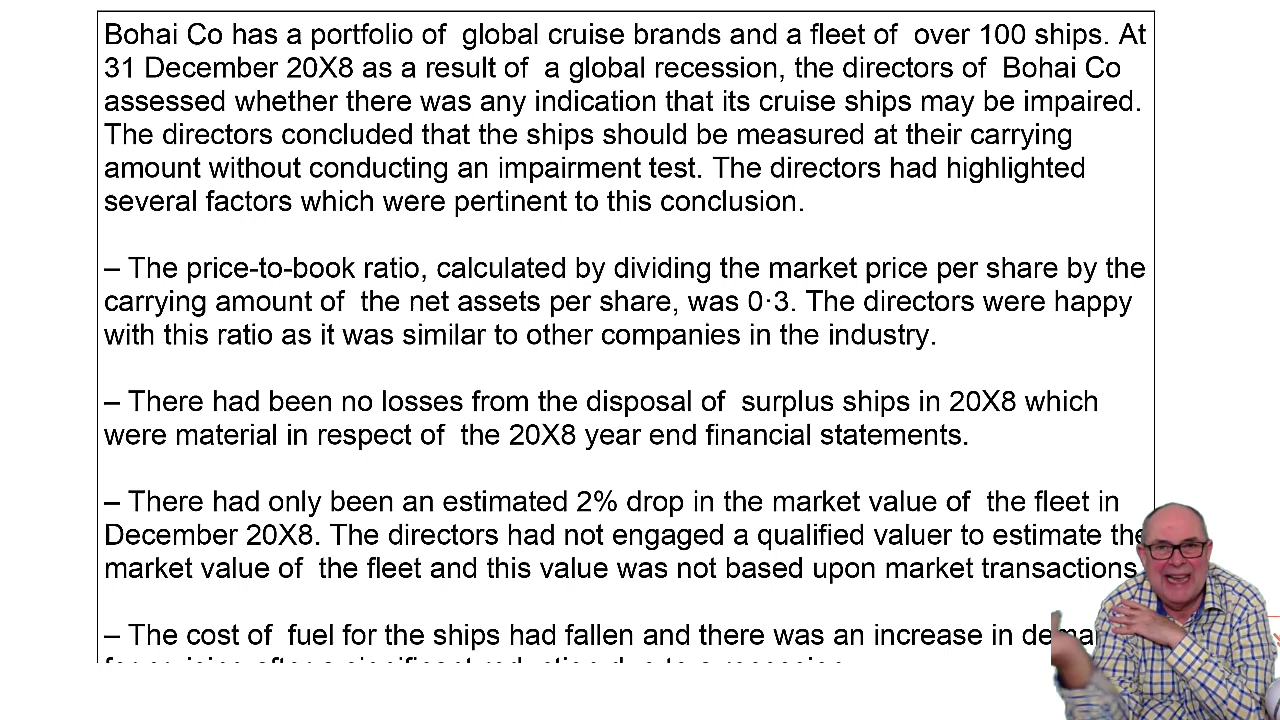 Bohai Co has a portfolio of global cruise brands and a fleet of over 100 ships. At
31 December 20X8 as a result of a global recession, the directors of Bohai Co
assessed whether there was any indication that its cruise ships may be impaired.
The directors concluded that the ships should be measured at their carrying
amount without conducting an impairment test. The directors had highlighted
several factors which were pertinent to this conclusion.
– The price-to-book ratio, calculated by dividing the market price per share by the
carrying amount of the net assets per share, was 0·3. The directors were happy
with this ratio as it was similar to other companies in the industry.
– There had been no losses from the disposal of surplus ships in 20X8 which
were material in respect of the 20X8 year end financial statements.
– There had only been an estimated 2% drop in the market value of the fleet in
December 20X8. The directors had not engaged a qualified valuer to estimate the
market value of the fleet and this value was not based upon market transactions
– The cost of fuel for the ships had fallen and there was an increase in